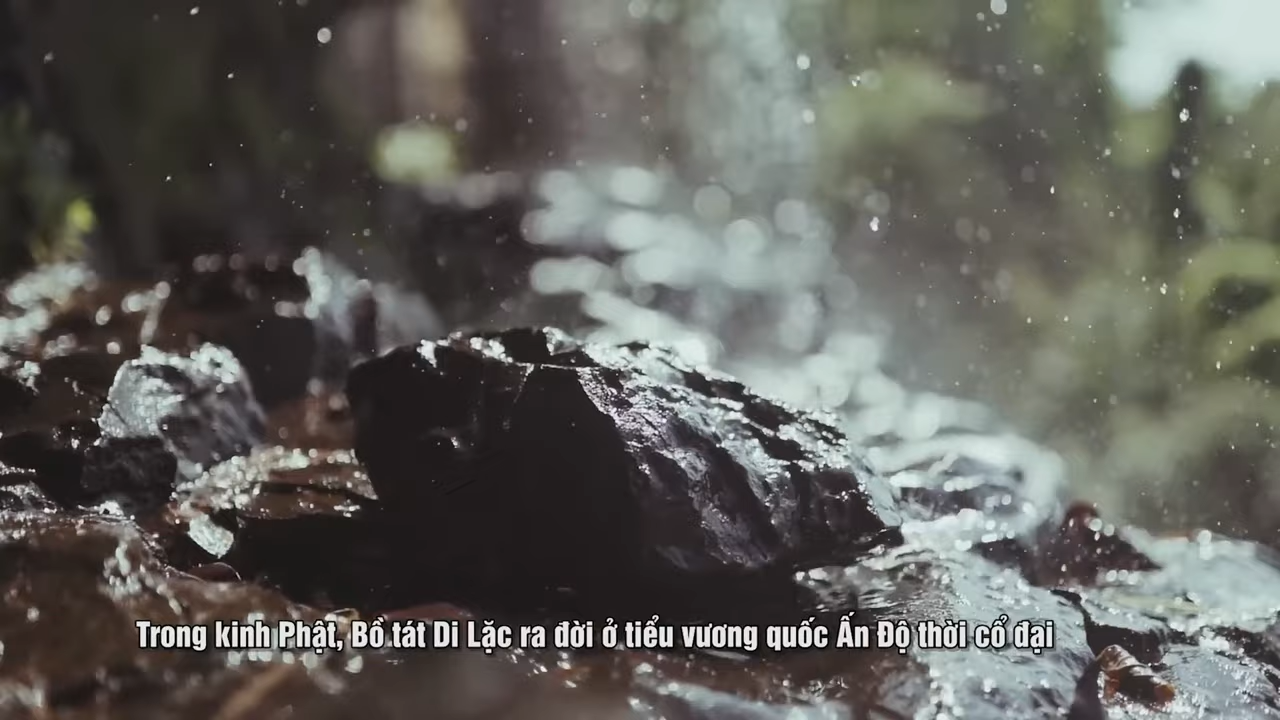 Trong kinh Phật, Bồ tát Di Lặc ra đời ở tiểu vương quốc Ấn Độ thời cổ đại